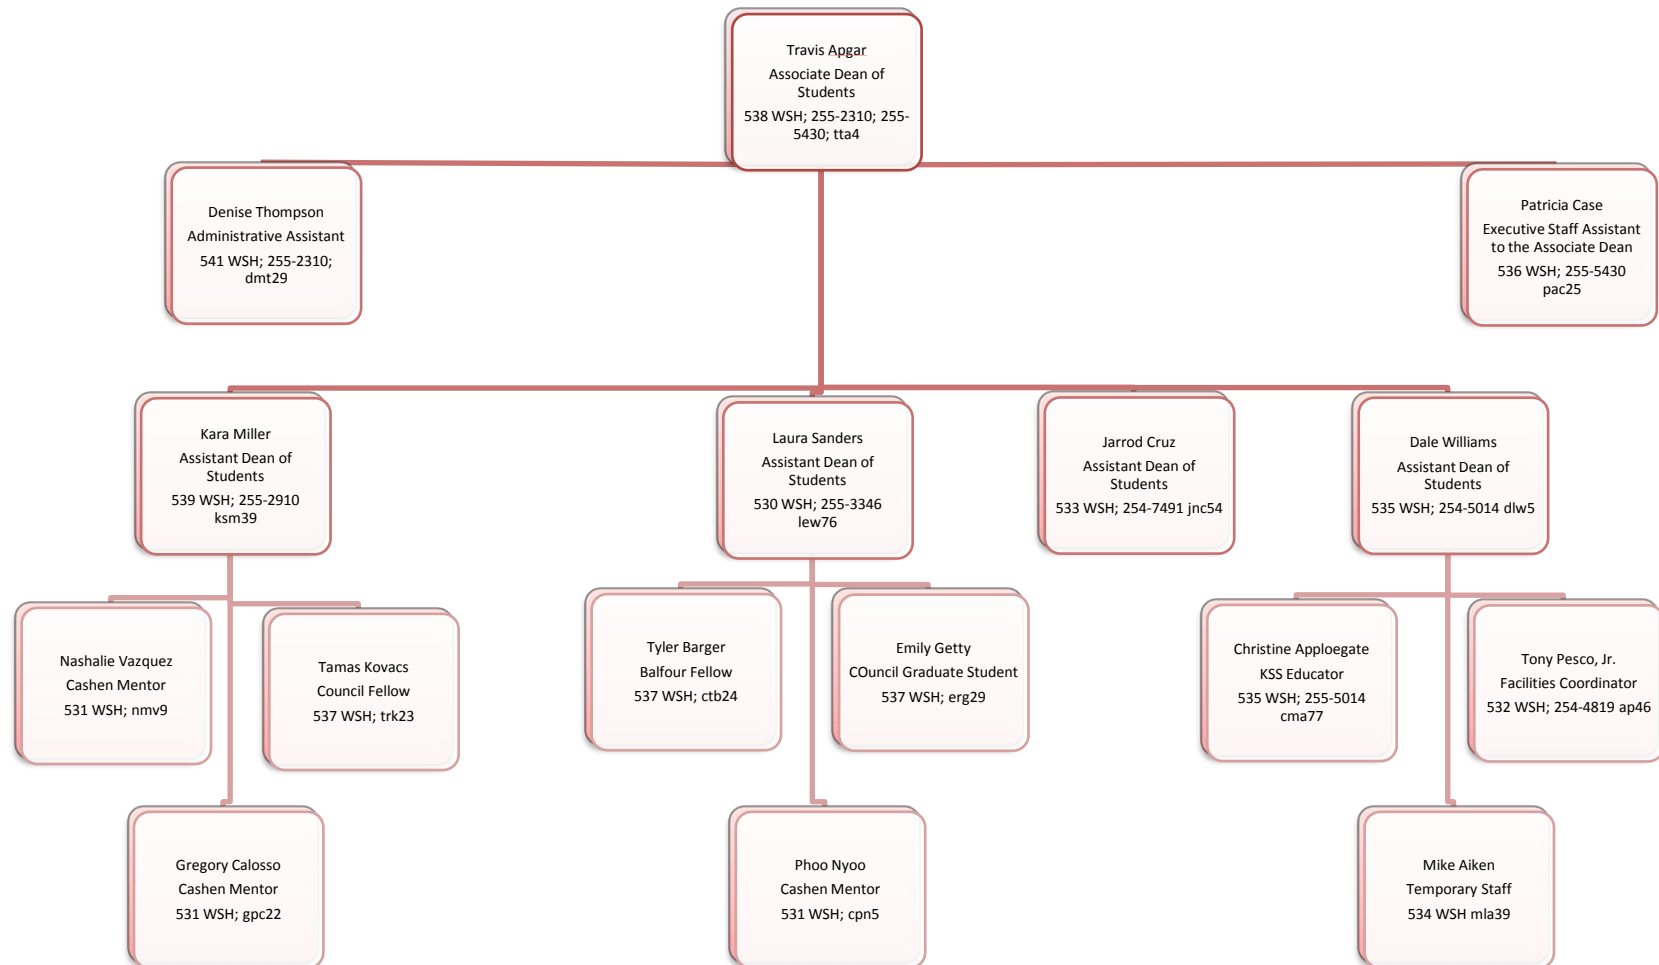 Travis Apgar
Associate Dean of
Students
538 WSH; 255-2310; 255-
5430; tta4
Denise Thompson
Administrative Assistant
541 WSH; 255-2310;
dmt29
Patricia Case
Executive Staff Assistant
to the Associate Dean
536 WSH; 255-5430
pac25
Kara Miller
Assistant Dean of
Students
539 WSH; 255-2910
ksm39
Laura Sanders
Assistant Dean of
Students
530 WSH; 255-3346
lew76
Jarrod Cruz
Assistant Dean of
Students
533 WSH; 254-7491 jnc54
Dale Williams
Assistant Dean of
Students
535 WSH; 254-5014 dlw5
Nashalie Vazquez
Cashen Mentor
531 WSH; nmv9
Tamas Kovacs
Council Fellow
537 WSH; trk23
Tyler Barger
Balfour Fellow
537 WSH; ctb24
Emily Getty
COuncil Graduate Student
537 WSH; erg29
Christine Apploegate
KSS Educator
535 WSH; 255-5014
cma77
Tony Pesco, Jr.
Facilities Coordinator
532 WSH; 254-4819 ap46
Gregory Calosso
Cashen Mentor
531 WSH; gpc22
Phoo Nyoo
Cashen Mentor
531 WSH; cpn5
Mike Aiken
Temporary Staff
534 WSH mla39